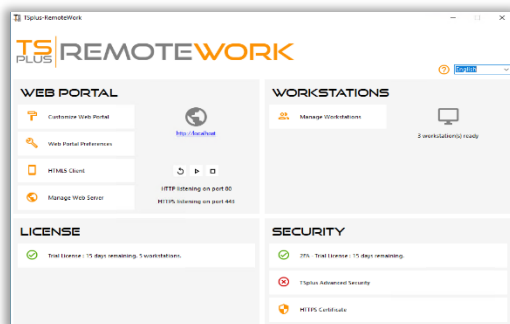 TSplus-RemoteWork
TS PLUS REMOTEWORK
English
WEB PORTAL
Customize Web Portal
Web Portal Preferences
HTML5 Client
Manage Web Server
http://localhost
HTTP listening on port 80
HTTPS listening on port 443
WORKSTATIONS
Manage Workstations
3 workstation(s) ready
LICENSE
Trial License : 15 days remaining. 5 workstations.
SECURITY
2FA - Trial License : 15 days remaining.
TSplus Advanced Security
HTTPS Certificate